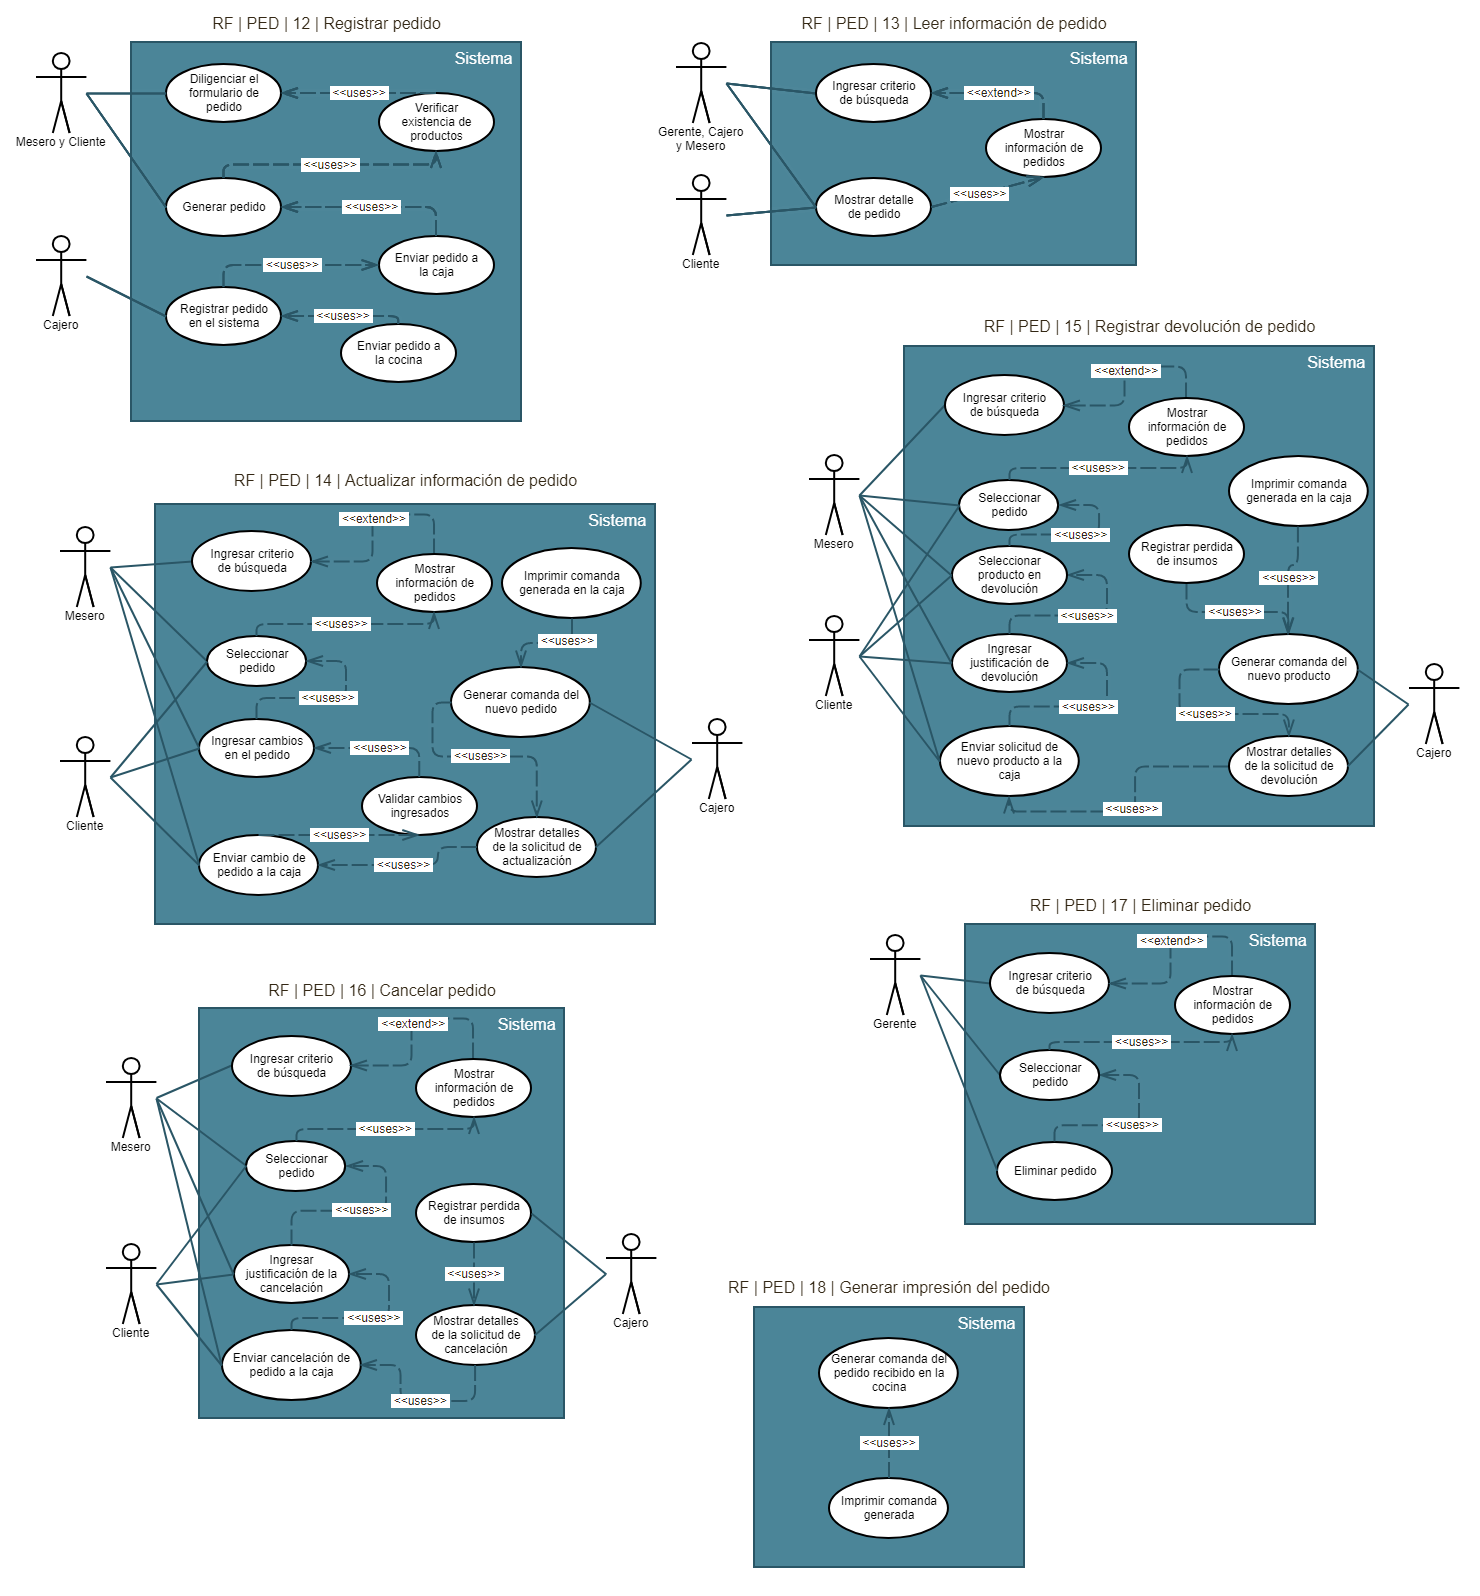 RF | PED | 12 | Registrar pedido
Sistema
Diligenciar el
formulario de
pedido
<<uses>>
Verificar
existencia de
productos
Mesero y Cliente
<<uses>>
Generar pedido
<<uses>>
Enviar pedido a
la caja
<<uses>>
Cajero
Registrar pedido
en el sistema
<<uses>>
Enviar pedido a
la cocina
RF | PED | 13 | Leer información de pedido
Sistema
Ingresar criterio
de búsqueda
<<extend>>
Mostrar
información de
pedidos
Gerente, Cajero
y Mesero
<<uses>>
Mostrar detalle
de pedido
Cliente
RF | PED | 14 | Actualizar información de pedido
Sistema
<<extend>>
Ingresar criterio
de búsqueda
Mostrar
información de
pedidos
Imprimir comanda
generada en la caja
Mesero
<<uses>>
<<uses>>
Seleccionar
pedido
<<uses>>
Generar comanda del
nuevo pedido
Ingresar cambios
en el pedido
<<uses>>
<<uses>>
Cliente
Validar cambios
ingresados
Cajero
<<uses>>
Mostrar detalles
de la solicitud de
actualización
Enviar cambio de
pedido a la caja
<<uses>>
RF | PED | 15 | Registrar devolución de pedido
Sistema
<<extend>>
Ingresar criterio
de búsqueda
Mostrar
información de
pedidos
<<uses>>
Imprimir comanda
generada en la caja
Seleccionar
pedido
Mesero
<<uses>>
Registrar perdida
de insumos
Seleccionar
producto en
devolución
<<uses>>
<<uses>>
<<uses>>
Ingresar
justificación de
devolución
Generar comanda del
nuevo producto
Cliente
<<uses>>
<<uses>>
Enviar solicitud de
nuevo producto a la
caja
Mostrar detalles
de la solicitud de
devolución
Cajero
<<uses>>
RF | PED | 16 | Cancelar pedido
Sistema
<<extend>>
Ingresar criterio
de búsqueda
Mostrar
información de
pedidos
Mesero
<<uses>>
Seleccionar
pedido
<<uses>>
Registrar perdida
de insumos
Ingresar
justificación de la
cancelación
<<uses>>
<<uses>>
Cliente
Mostrar detalles
de la solicitud de
cancelación
Cajero
Enviar cancelación de
pedido a la caja
<<uses>>
RF | PED | 17 | Eliminar pedido
Sistema
<<extend>>
Ingresar criterio
de búsqueda
Mostrar
información de
pedidos
Gerente
<<uses>>
Seleccionar
pedido
<<uses>>
Eliminar pedido
RF | PED | 18 | Generar impresión del pedido
Sistema
Generar comanda del
pedido recibido en la
cocina
<<uses>>
Imprimir comanda
generada